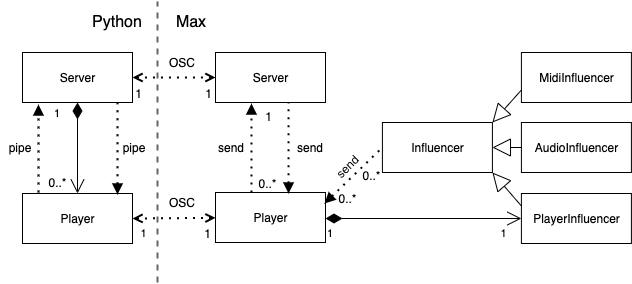 Python Max
Server OSC Server MidiInfluencer
1 1 1 1
pipe pipe send send Influencer AudioInfluencer
send
0..* 0..* 0..* 0..*
Player OSC Player PlayerInfluencer
1 1 1 1